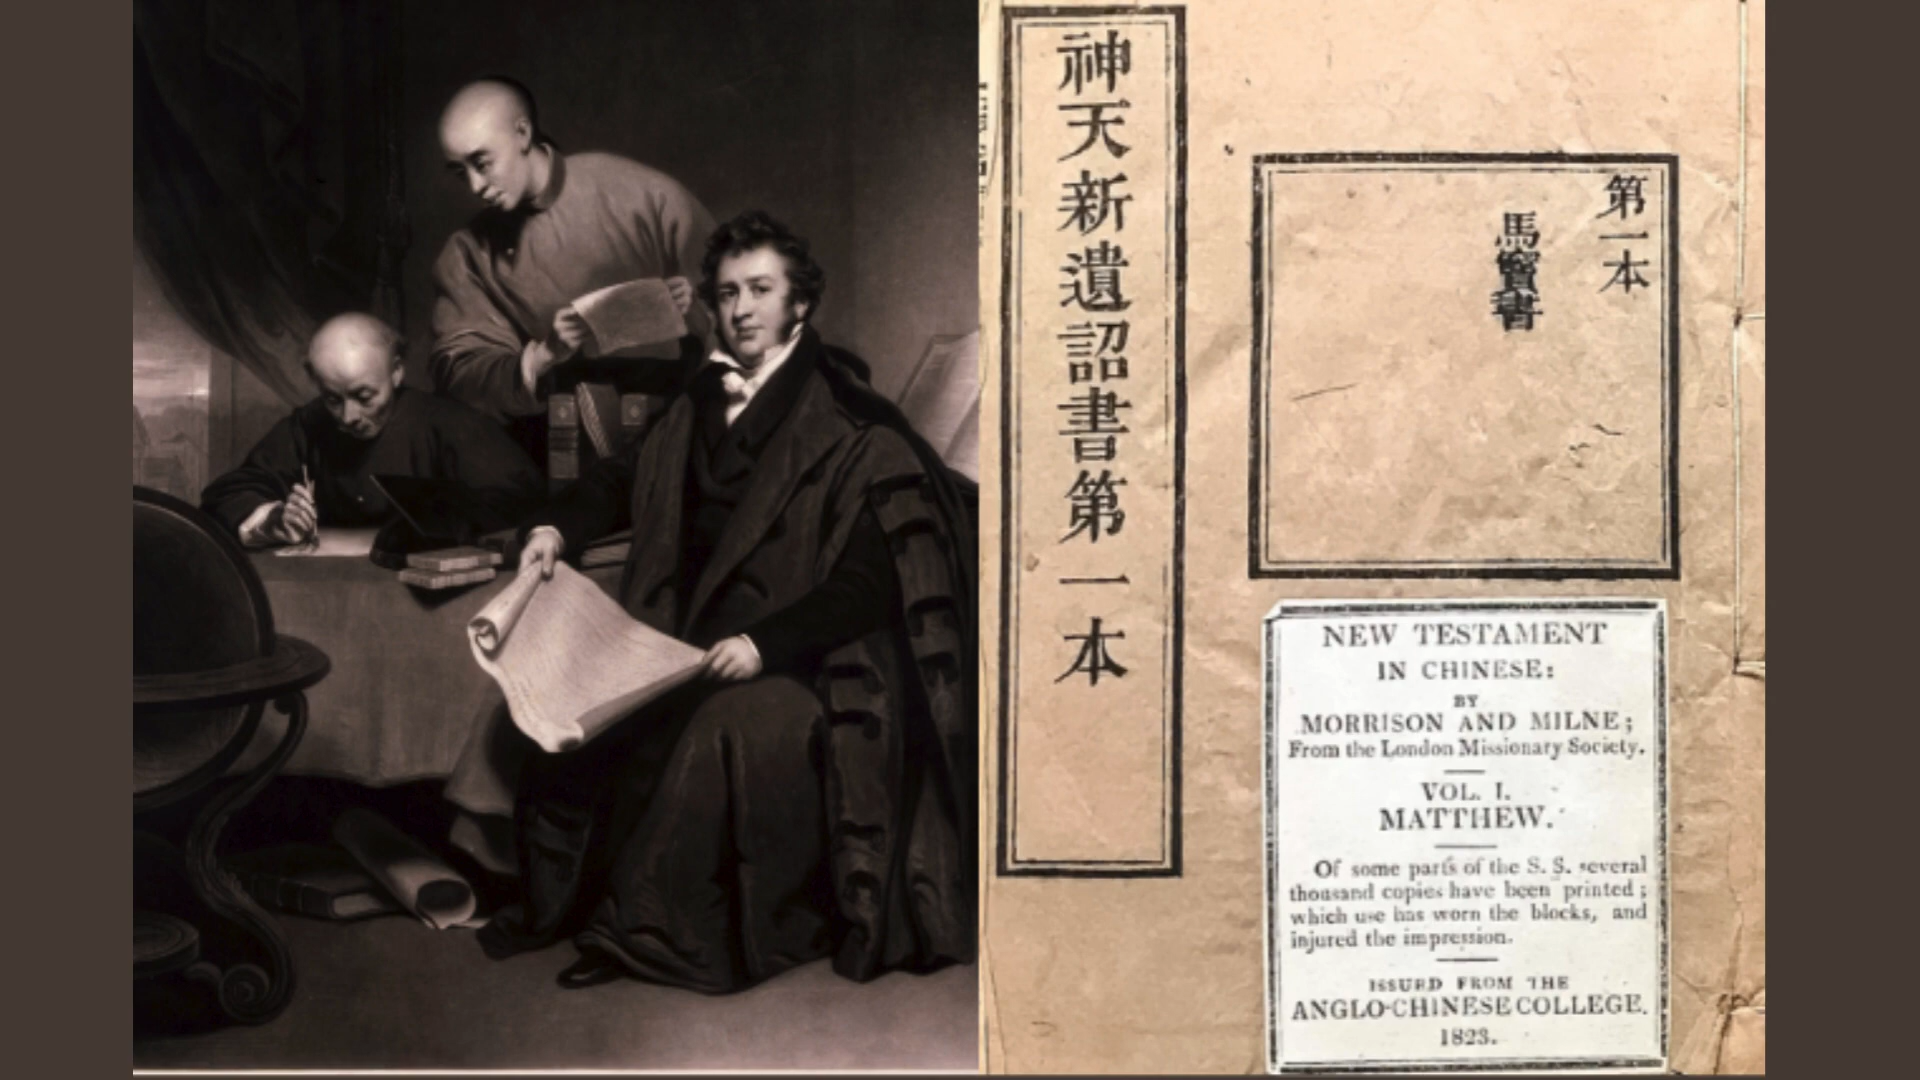 神天新遺詔書第一本
第一本
馬竇書
NEW TESTAMENT
IN CHINESE:
BY
MORRISON AND MILNE;
From the London Missionary Society.
VOL. I.
MATTHEW.
Of some parts of the S. S. several
thousand copies have been printed;
which use has worn the blocks, and
injured the impression.
ISSUED FROM THE
ANGLO-CHINESE COLLEGE.
1823.